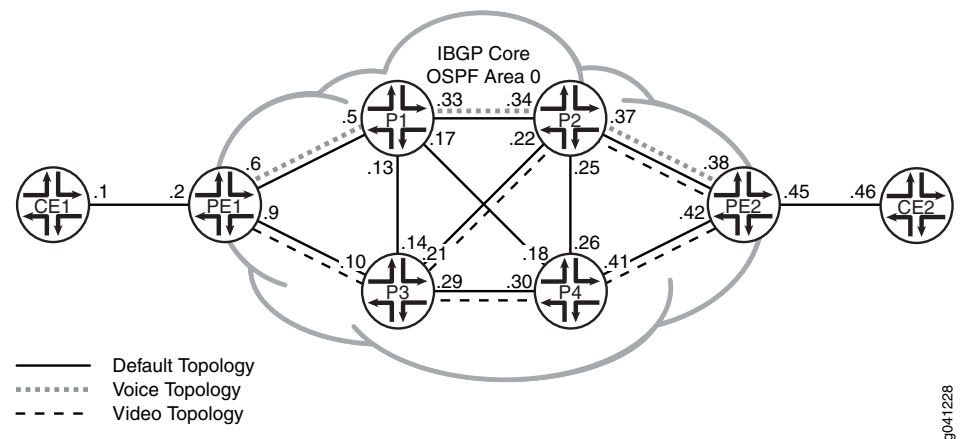 IBGP Core
OSPF Area 0
.33
.34
.5
P1
P2
.37
.17
.22
.6
.13
.25
.38
.1
.2
CE1
PE1
.9
PE2
.45
.46
CE2
.42
.14
.21
.18
.26
.10
.41
P3
.29
.30
P4
Default Topology
Voice Topology
Video Topology
g041228